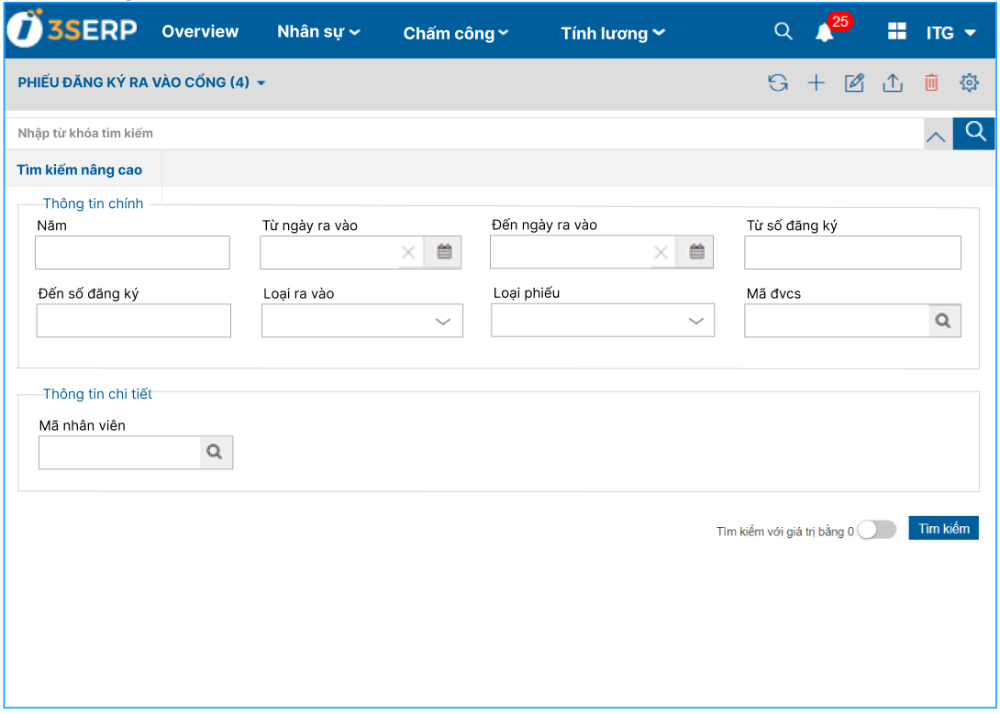 3SERP Overview Nhân sự Chấm công Tính lương 25 ITG
PHIẾU ĐĂNG KÝ RA VÀO CỔNG (4)
Nhập từ khóa tìm kiếm
Tìm kiếm nâng cao
Thông tin chính
Năm Từ ngày ra vào Đến ngày ra vào Từ số đăng ký
Đến số đăng ký Loại ra vào Loại phiếu Mã đvcs
Thông tin chi tiết
Mã nhân viên
Tìm kiếm với giá trị bằng 0 Tìm kiếm